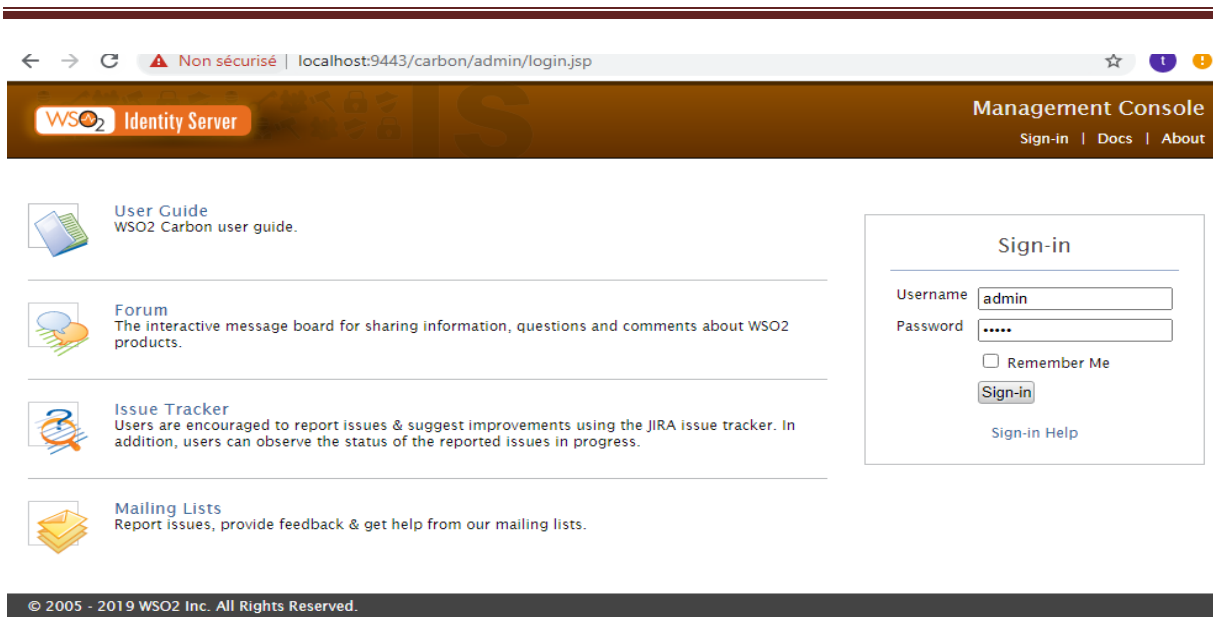 Non sécurisé | localhost:9443/carbon/admin/login.jsp
t
WSO2 Identity Server
IS
Management Console
Sign-in | Docs | About
User Guide
WSO2 Carbon user guide.
Forum
The interactive message board for sharing information, questions and comments about WSO2
products.
Issue Tracker
Users are encouraged to report issues & suggest improvements using the JIRA issue tracker. In
addition, users can observe the status of the reported issues in progress.
Mailing Lists
Report issues, provide feedback & get help from our mailing lists.
Sign-in
Username admin
Password •••••
Remember Me
Sign-in
Sign-in Help
© 2005 - 2019 WSO2 Inc. All Rights Reserved.